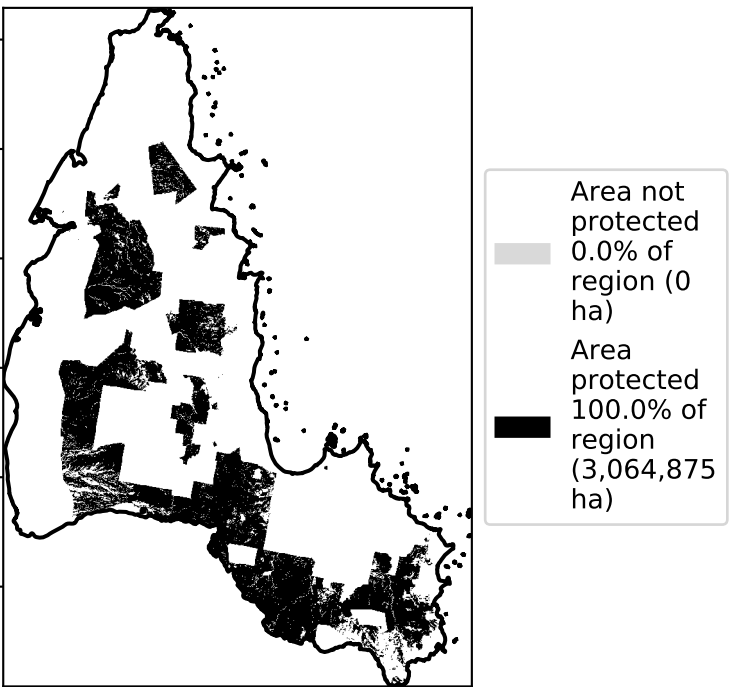 Area not
protected
0.0% of
region (0
ha)
Area
protected
100.0% of
region
(3,064,875
ha)